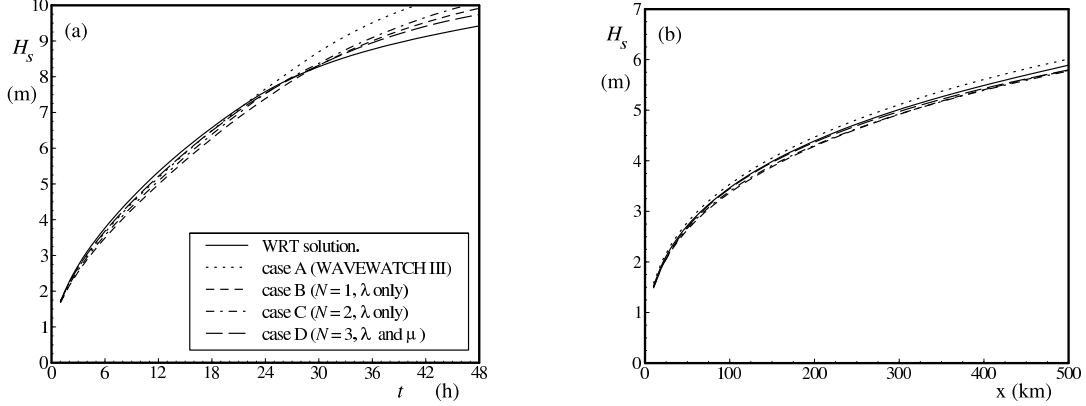 10
9
8
7
6
5
4
3
2
1
0
H_s
(m)
(a)
WRT solution.
case A (WAVEWATCH III)
case B (N = 1, λ only)
case C (N = 2, λ only)
case D (N = 3, λ and μ )
0 6 12 18 24 30 36 42 48
t (h)
7
6
5
4
3
2
1
0
H_s
(m)
(b)
0 100 200 300 400 500
x (km)